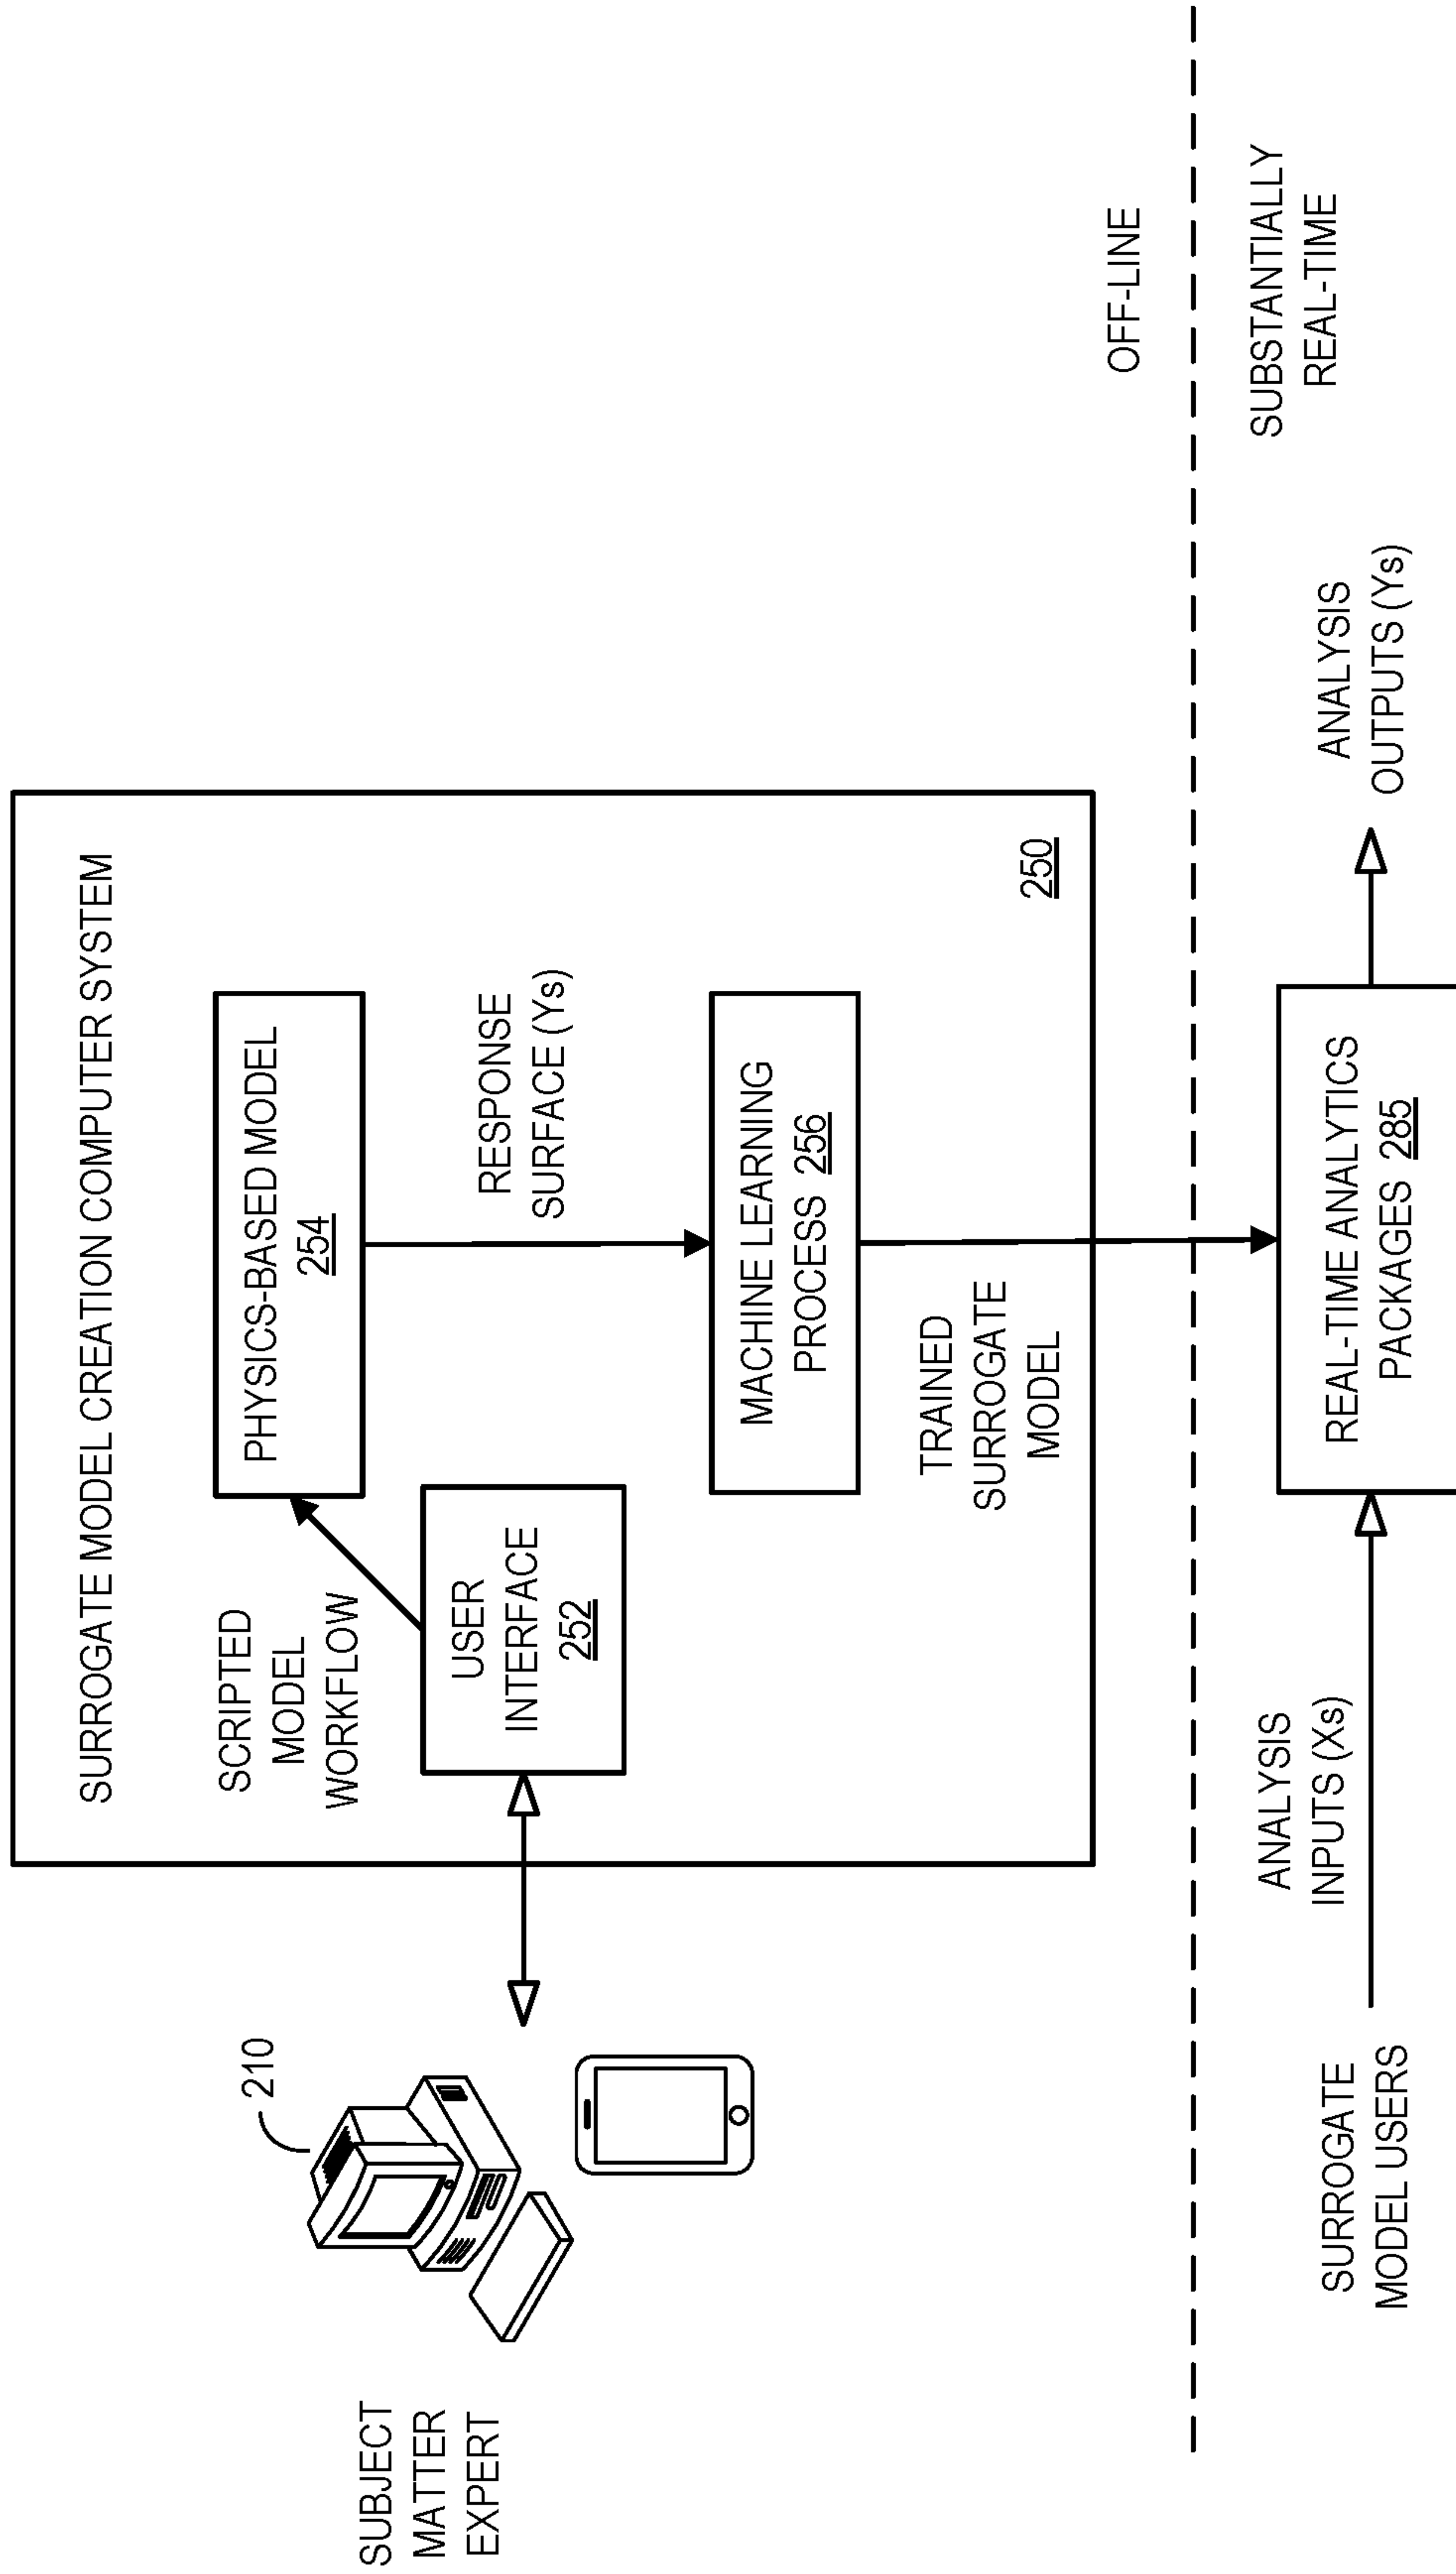 SURROGATE MODEL CREATION COMPUTER SYSTEM
210
SUBJECT
MATTER
EXPERT
SCRIPTED
MODEL
WORKFLOW
PHYSICS-BASED MODEL
254
USER
INTERFACE
252
RESPONSE
SURFACE (Ys)
MACHINE LEARNING
PROCESS 256
TRAINED
SURROGATE
MODEL
250
OFF-LINE
SUBSTANTIALLY
REAL-TIME
SURROGATE
MODEL USERS
ANALYSIS
INPUTS (Xs)
REAL-TIME ANALYTICS
PACKAGES 285
ANALYSIS
OUTPUTS (Ys)